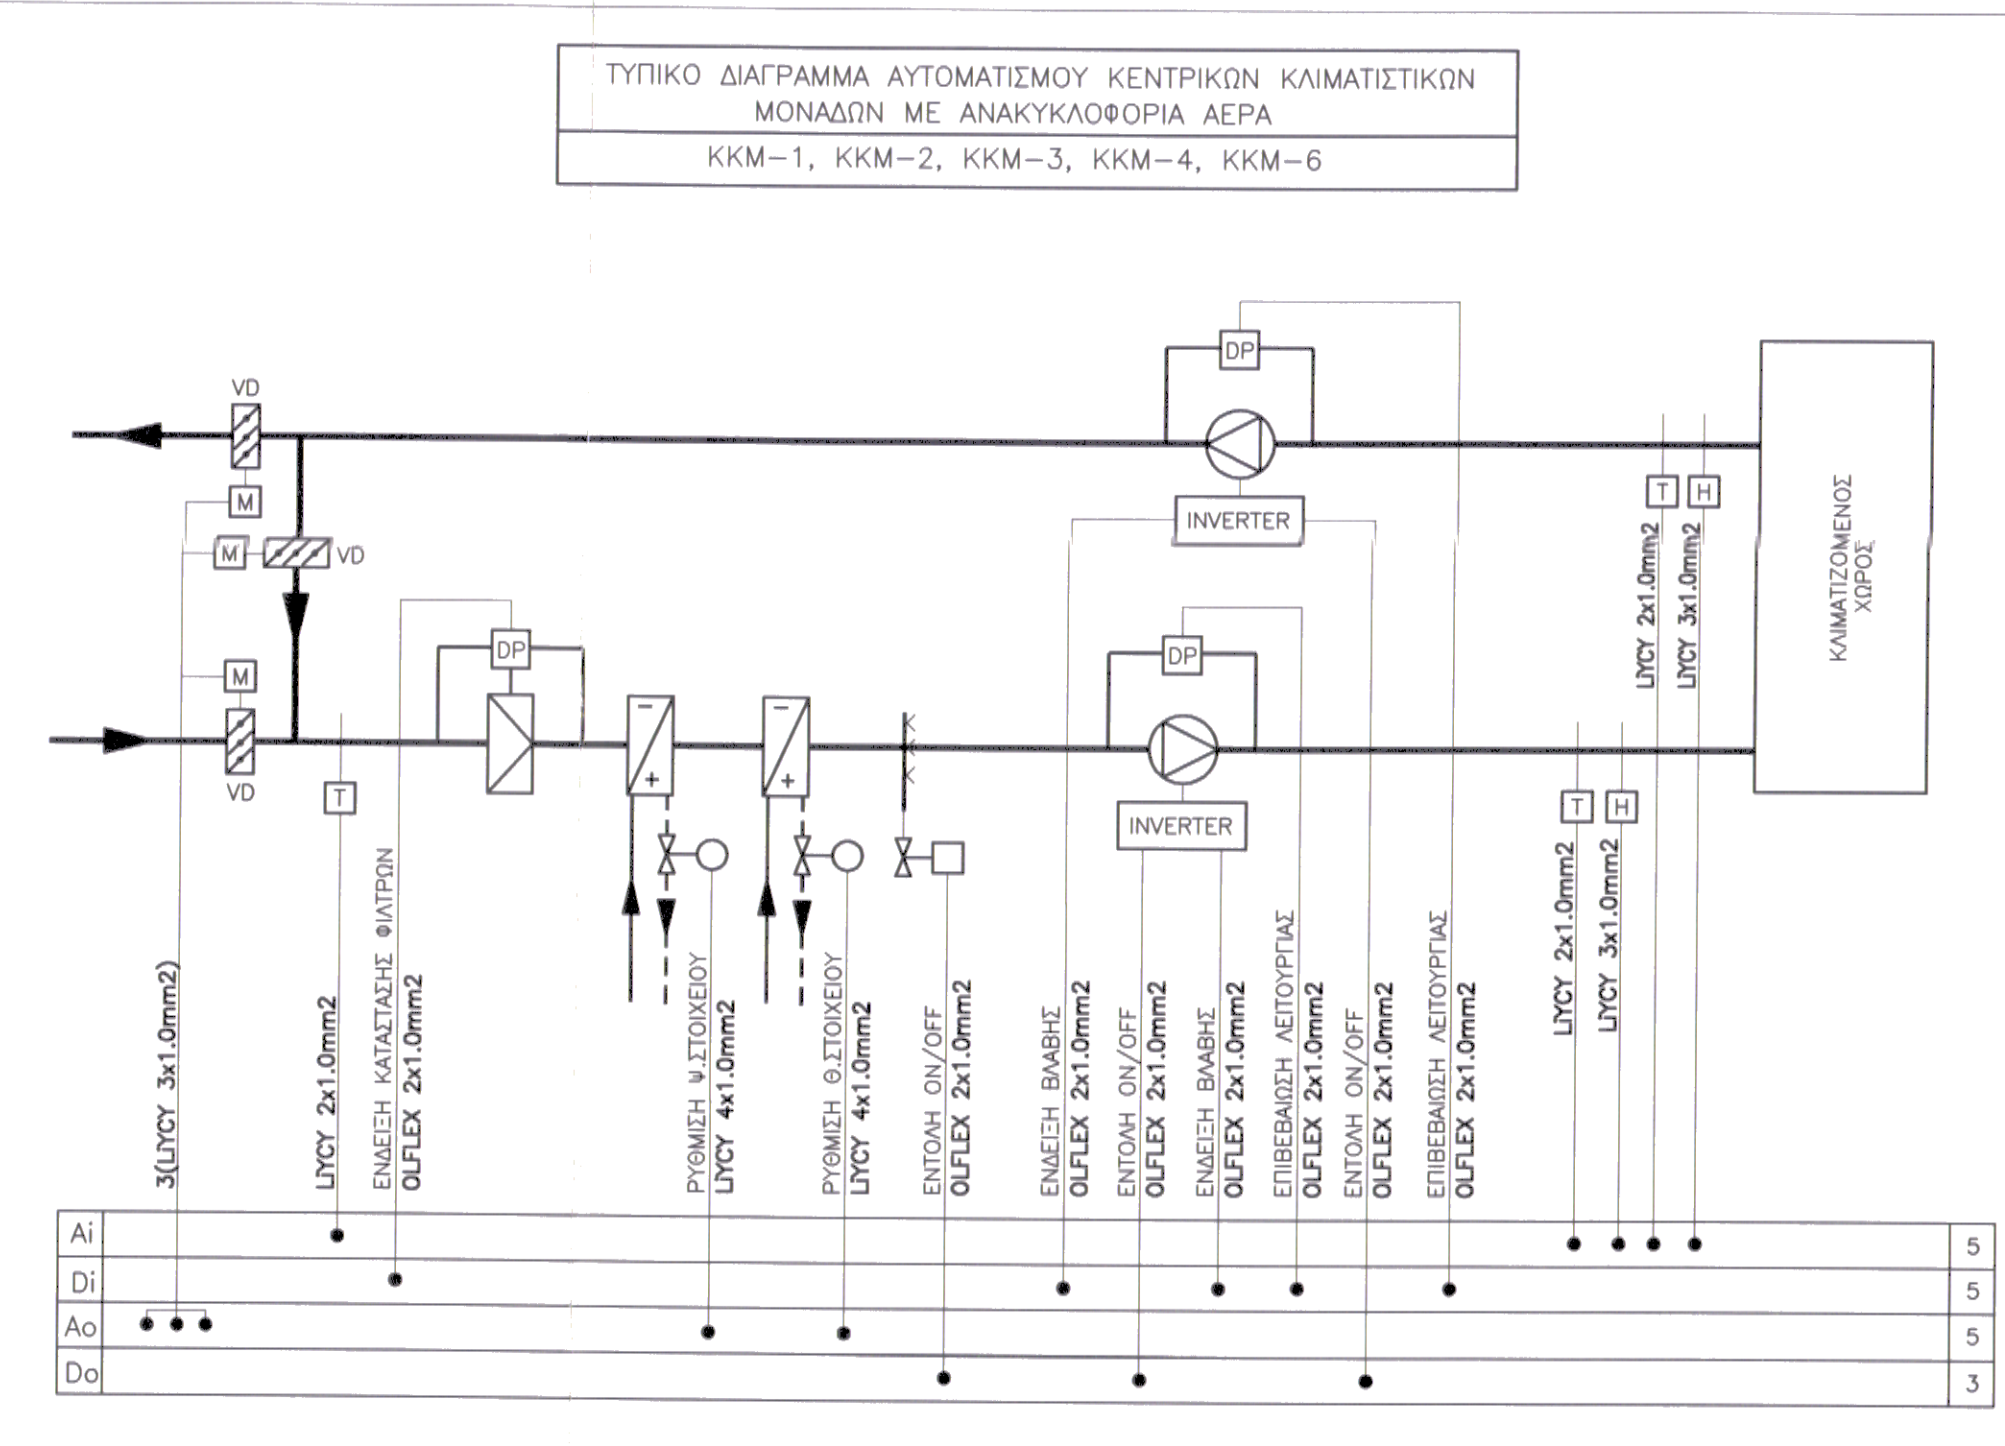 ΤΥΠΙΚΟ ΔΙΑΓΡΑΜΜΑ ΑΥΤΟΜΑΤΙΣΜΟΥ ΚΕΝΤΡΙΚΩΝ ΚΛΙΜΑΤΙΣΤΙΚΩΝ
ΜΟΝΑΔΩΝ ΜΕ ΑΝΑΚΥΚΛΟΦΟΡΙΑ ΑΕΡΑ
ΚΚΜ-1, ΚΚΜ-2, ΚΚΜ-3, ΚΚΜ-4, ΚΚΜ-6
DP
VD
M
INVERTER
T
H
M
VD
ΚΛΙΜΑΤΙΖΟΜΕΝΟΣ
ΧΩΡΟΣ
LiYCY 2x1.0mm2
LiYCY 3x1.0mm2
DP
DP
M
VD
T
-
+
-
+
INVERTER
T
H
3(LiYCY 3x1.0mm2)
LiYCY 2x1.0mm2
ΕΝΔΕΙΞΗ ΚΑΤΑΣΤΑΣΗΣ ΦΙΛΤΡΩΝ
OLFLEX 2x1.0mm2
ΡΥΘΜΙΣΗ Ψ.ΣΤΟΙΧΕΙΟΥ
LiYCY 4x1.0mm2
ΡΥΘΜΙΣΗ Θ.ΣΤΟΙΧΕΙΟΥ
LiYCY 4x1.0mm2
ΕΝΤΟΛΗ ON/OFF
OLFLEX 2x1.0mm2
ΕΝΔΕΙΞΗ ΒΛΑΒΗΣ
OLFLEX 2x1.0mm2
ΕΝΤΟΛΗ ON/OFF
OLFLEX 2x1.0mm2
ΕΝΔΕΙΞΗ ΒΛΑΒΗΣ
OLFLEX 2x1.0mm2
ΕΠΙΒΕΒΑΙΩΣΗ ΛΕΙΤΟΥΡΓΙΑΣ
OLFLEX 2x1.0mm2
ΕΝΤΟΛΗ ON/OFF
OLFLEX 2x1.0mm2
ΕΠΙΒΕΒΑΙΩΣΗ ΛΕΙΤΟΥΡΓΙΑΣ
OLFLEX 2x1.0mm2
LiYCY 2x1.0mm2
LiYCY 3x1.0mm2
Ai 5
Di 5
Ao 5
Do 3